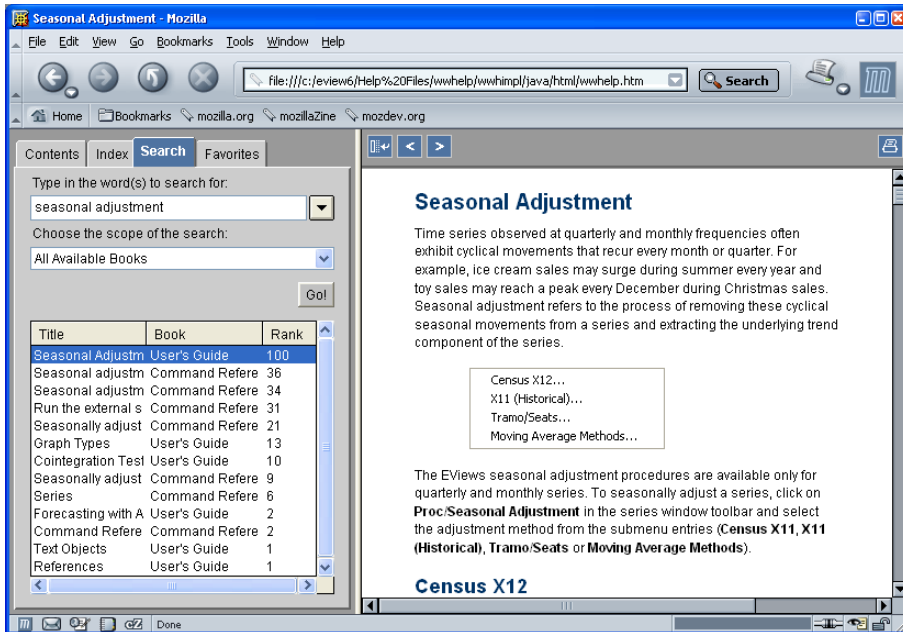 Seasonal Adjustment - Mozilla
File Edit View Go Bookmarks Tools Window Help
file:///c:/eview6/Help%20Files/wwhelp/wwhimpl/java/html/wwhelp.htm Search
Home Bookmarks mozilla.org mozillaZine mozdev.org
Contents Index Search Favorites
Type in the word(s) to search for:
seasonal adjustment
Choose the scope of the search:
All Available Books
Go!
Title Book Rank
Seasonal Adjustm User's Guide 100
Seasonal adjustm Command Refere 36
Seasonal adjustm Command Refere 34
Run the external s Command Refere 31
Seasonally adjust Command Refere 21
Graph Types User's Guide 13
Cointegration Test User's Guide 10
Seasonally adjust Command Refere 9
Series Command Refere 6
Forecasting with A User's Guide 2
Command Refere Command Refere 2
Text Objects User's Guide 1
References User's Guide 1
Seasonal Adjustment
Time series observed at quarterly and monthly frequencies often
exhibit cyclical movements that recur every month or quarter. For
example, ice cream sales may surge during summer every year and
toy sales may reach a peak every December during Christmas sales.
Seasonal adjustment refers to the process of removing these cyclical
seasonal movements from a series and extracting the underlying trend
component of the series.
Census X12...
X11 (Historical)...
Tramo/Seats...
Moving Average Methods...
The EViews seasonal adjustment procedures are available only for
quarterly and monthly series. To seasonally adjust a series, click on
Proc/Seasonal Adjustment in the series window toolbar and select
the adjustment method from the submenu entries (Census X11, X11
(Historical), Tramo/Seats or Moving Average Methods).
Census X12
Done